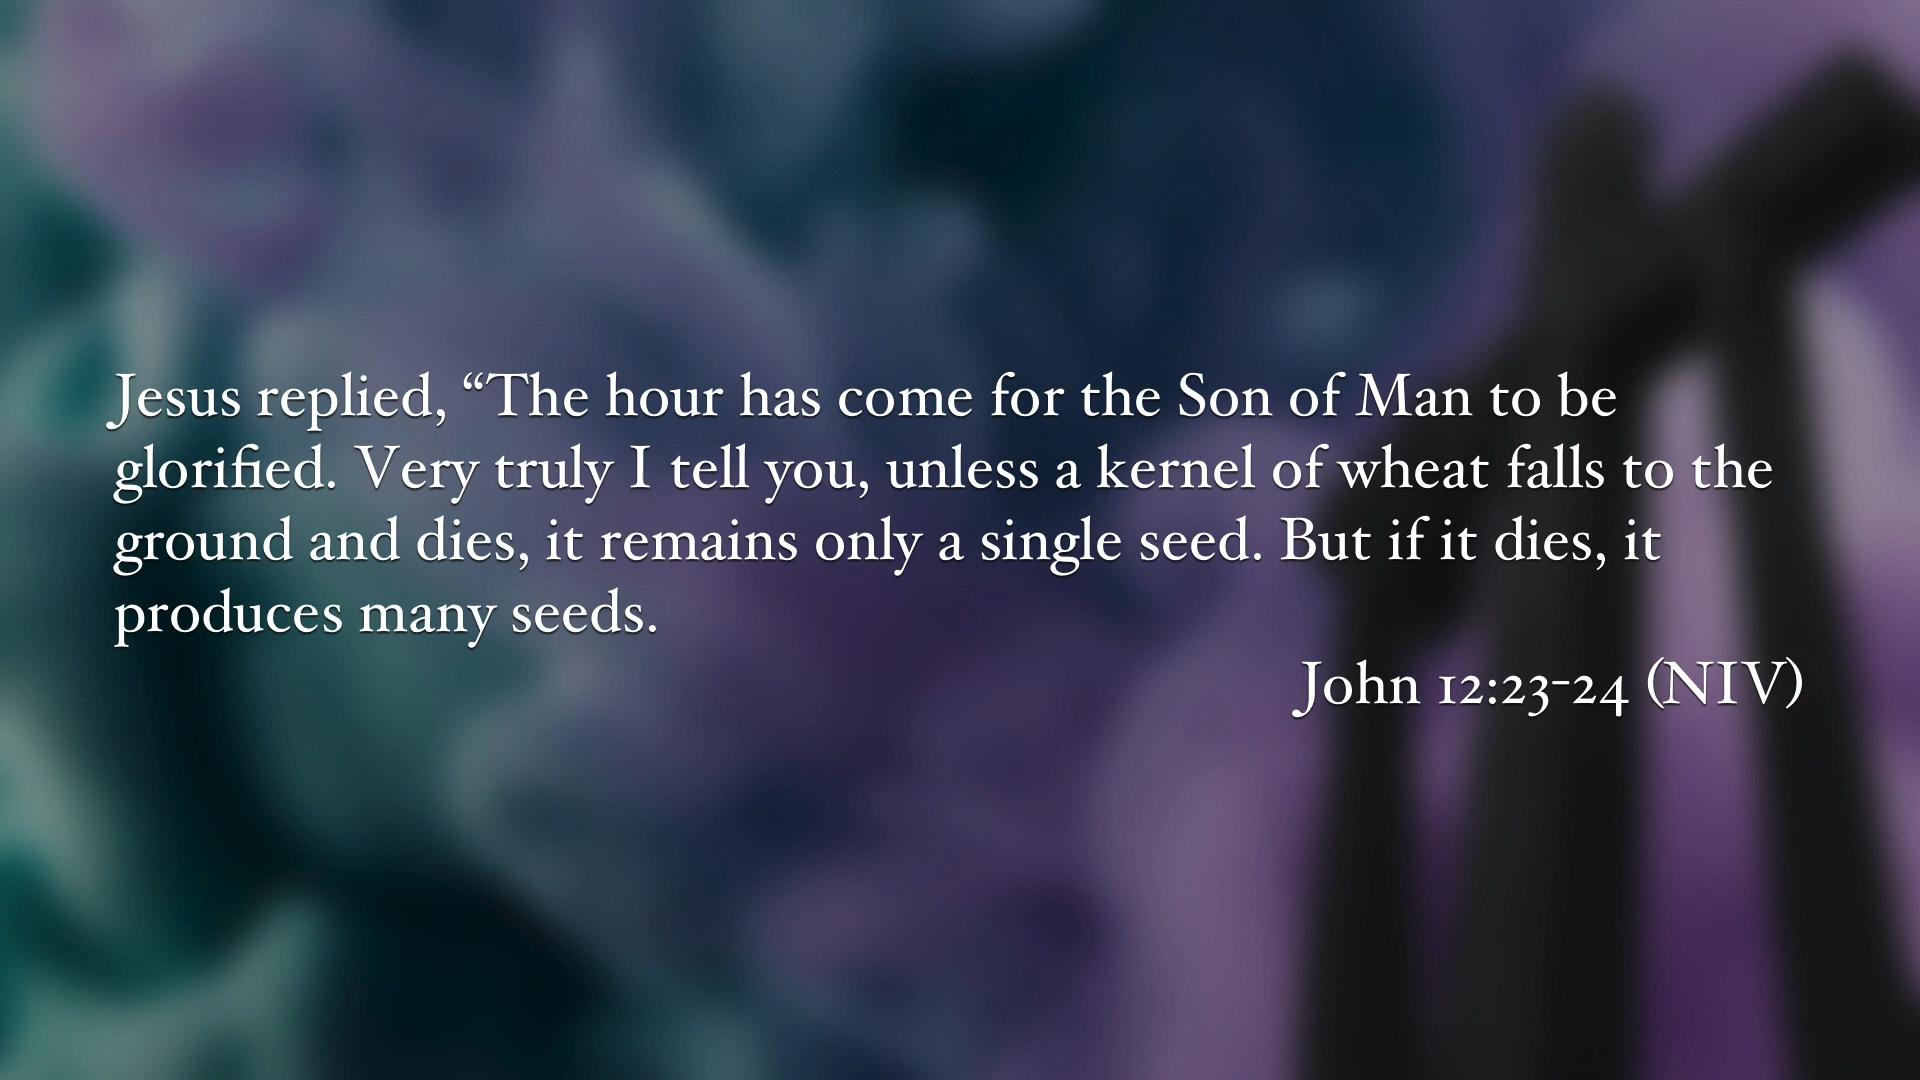 Jesus replied, “The hour has come for the Son of Man to be
glorified. Very truly I tell you, unless a kernel of wheat falls to the
ground and dies, it remains only a single seed. But if it dies, it
produces many seeds.
John 12:23-24 (NIV)